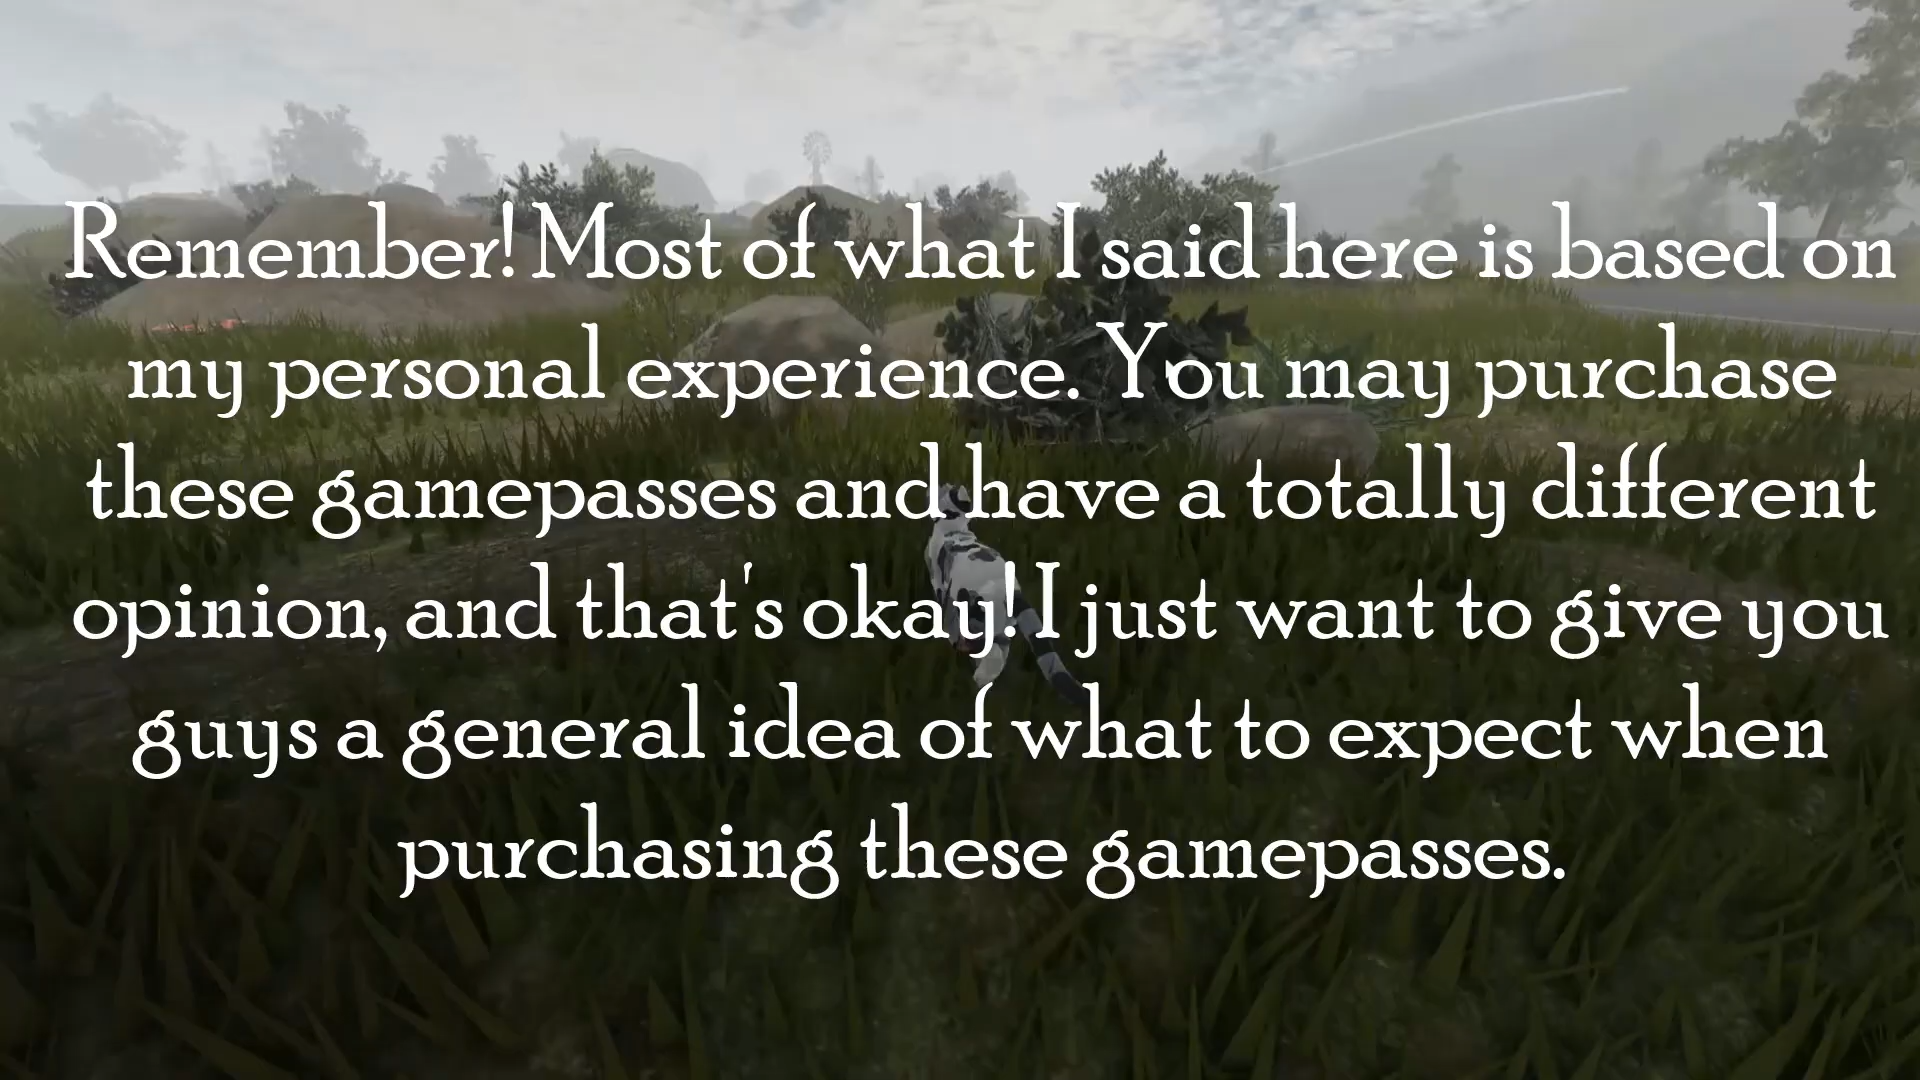 Remember! Most of what I said here is based on
my personal experience. You may purchase
these gamepasses and have a totally different
opinion, and that's okay! I just want to give you
guys a general idea of what to expect when
purchasing these gamepasses.